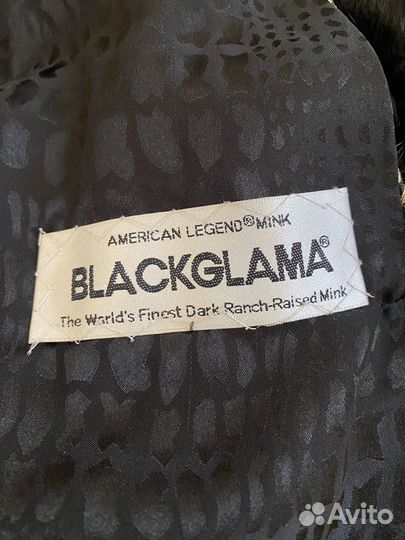 AMERICAN LEGEND® MINK
BLACKGLAMA®
The World's Finest Dark Ranch-Raised Mink
Avito